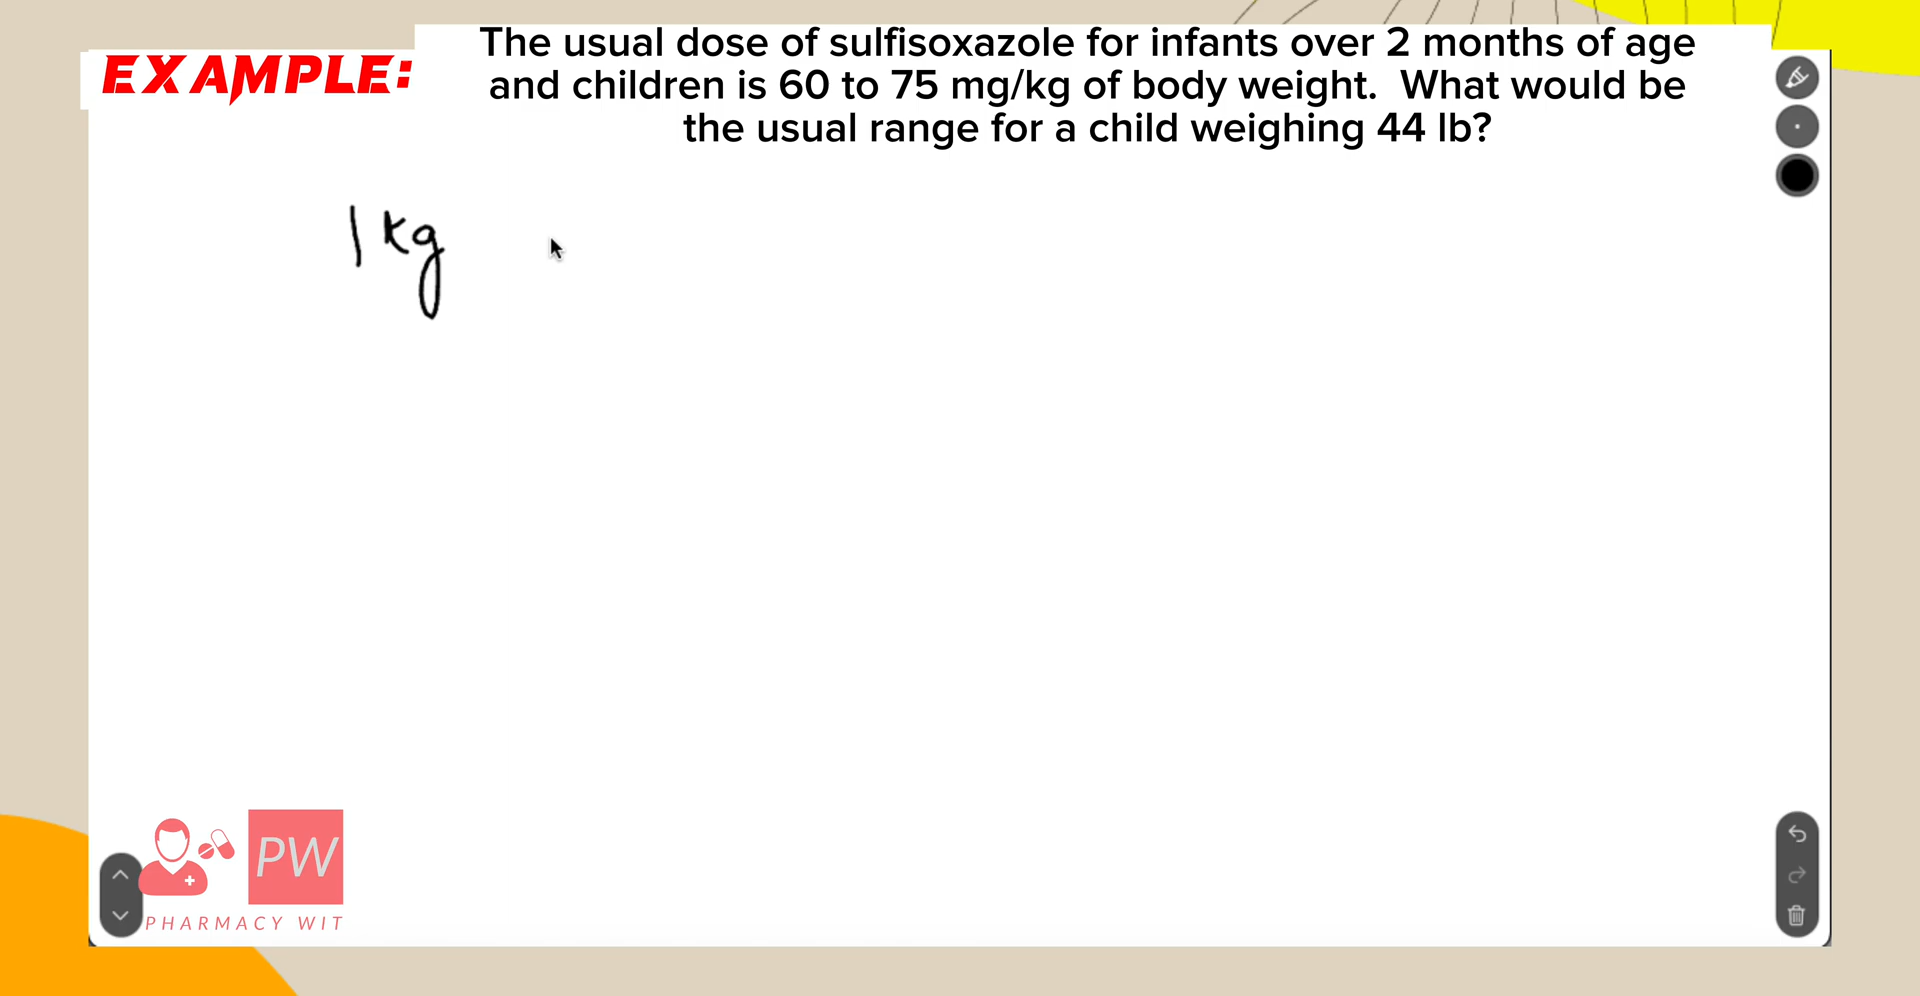 EXAMPLE:
The usual dose of sulfisoxazole for infants over 2 months of age
and children is 60 to 75 mg/kg of body weight.  What would be
the usual range for a child weighing 44 lb?
1 kg
PW
PHARMACY WIT